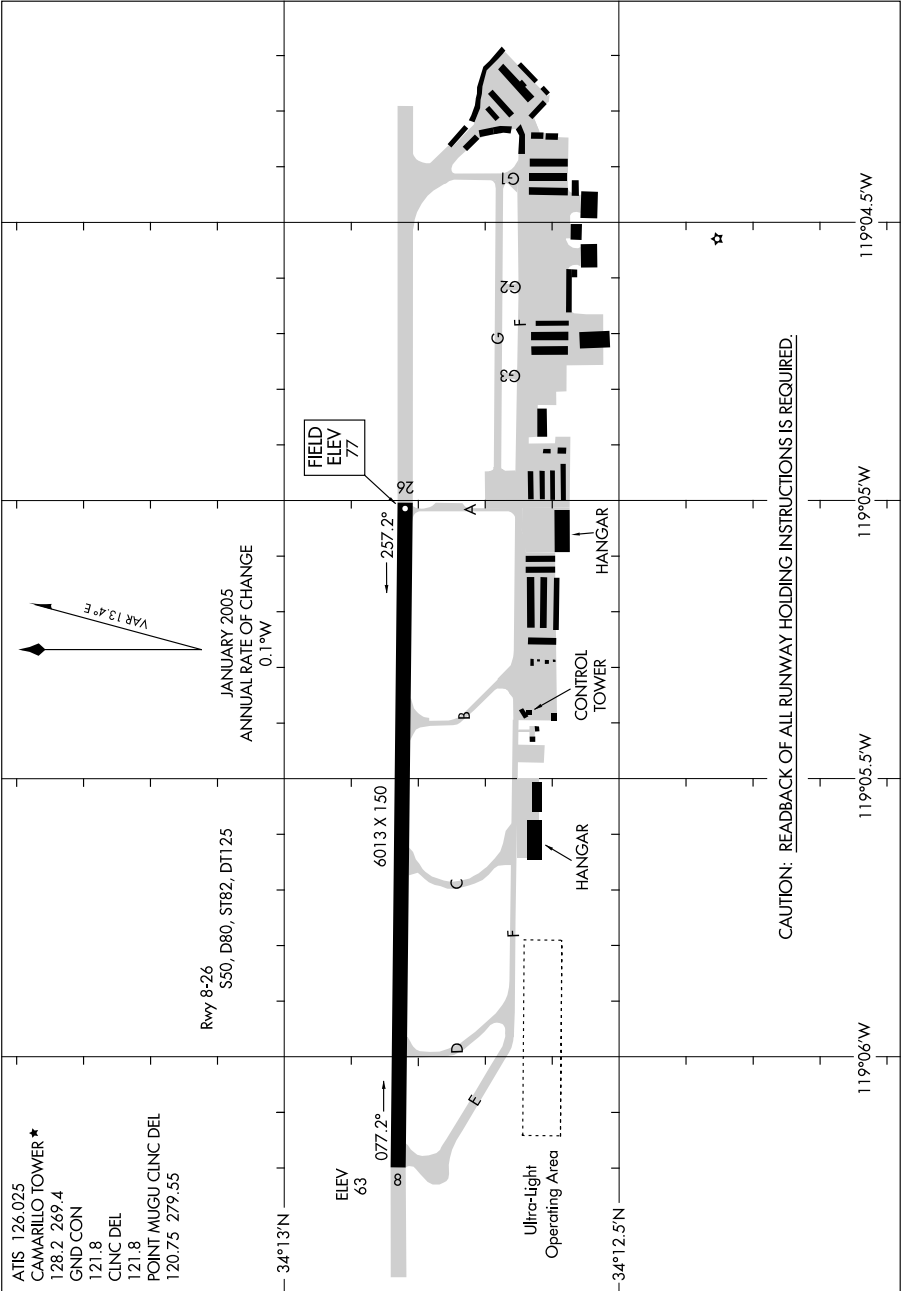 ATIS 126.025
CAMARILLO TOWER ★
128.2 269.4
GND CON
121.8
CLNC DEL
121.8
POINT MUGU CLNC DEL
120.75 279.55
Rwy 8-26
S50, D80, ST82, DT125
VAR 13.4° E
JANUARY 2005
ANNUAL RATE OF CHANGE
0.1°W
34°13'N
FIELD
ELEV
77
ELEV
63
8
077.2°
6013 X 150
257.2°
26
A
B
C
D
E
F
F
G
G1
G2
G3
HANGAR
CONTROL
TOWER
HANGAR
Ultra-Light
Operating Area
34°12.5'N
CAUTION: READBACK OF ALL RUNWAY HOLDING INSTRUCTIONS IS REQUIRED.
119°06'W
119°05.5'W
119°05'W
119°04.5'W